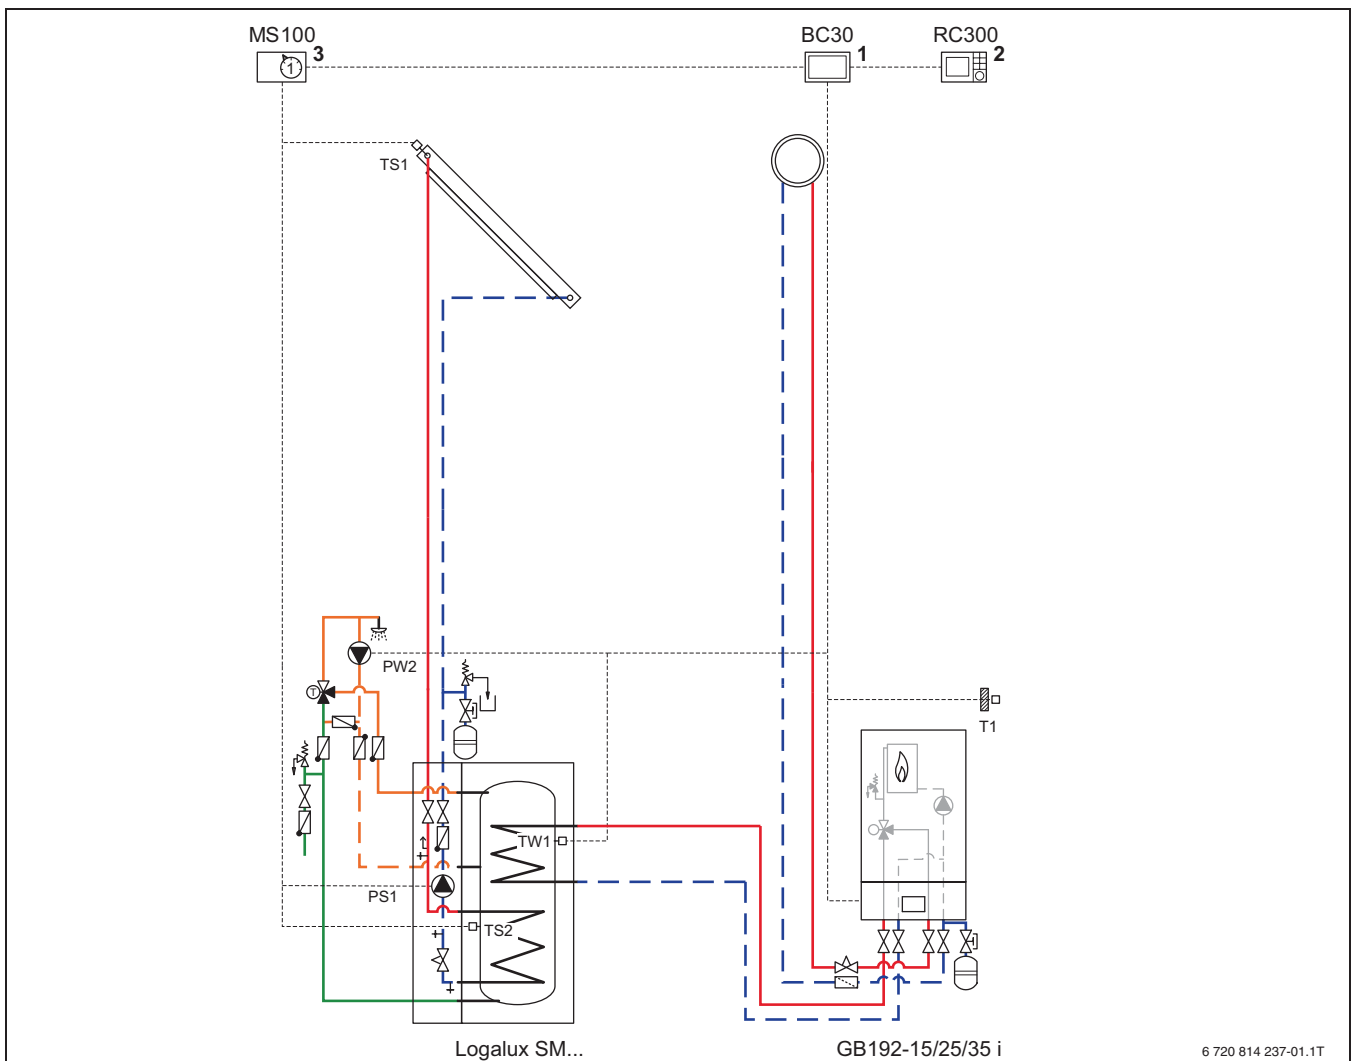 MS100
3
BC30
1
RC300
2
1
TS1
PW2
T
T1
TW1
PS1
TS2
Logalux SM...
GB192-15/25/35 i
6 720 814 237-01.1T